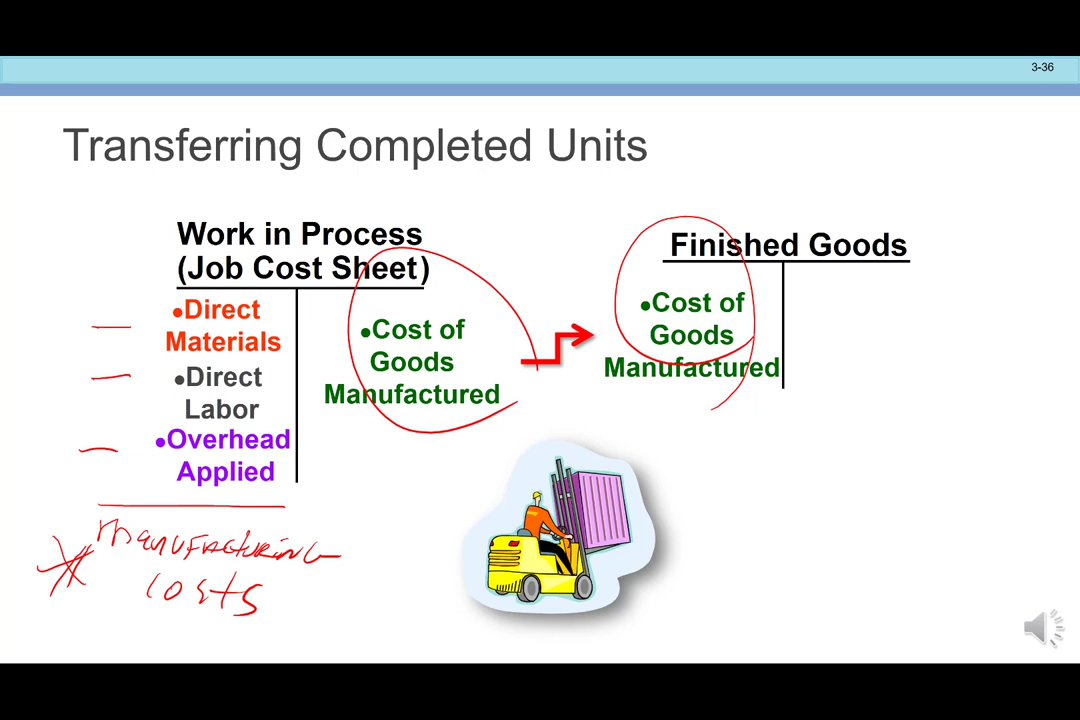 3-36
Transferring Completed Units
Work in Process
(Job Cost Sheet)
•Direct
Materials
•Direct
Labor
•Overhead
Applied
•Cost of
Goods
Manufactured
Finished Goods
•Cost of
Goods
Manufactured
manufacturing
costs